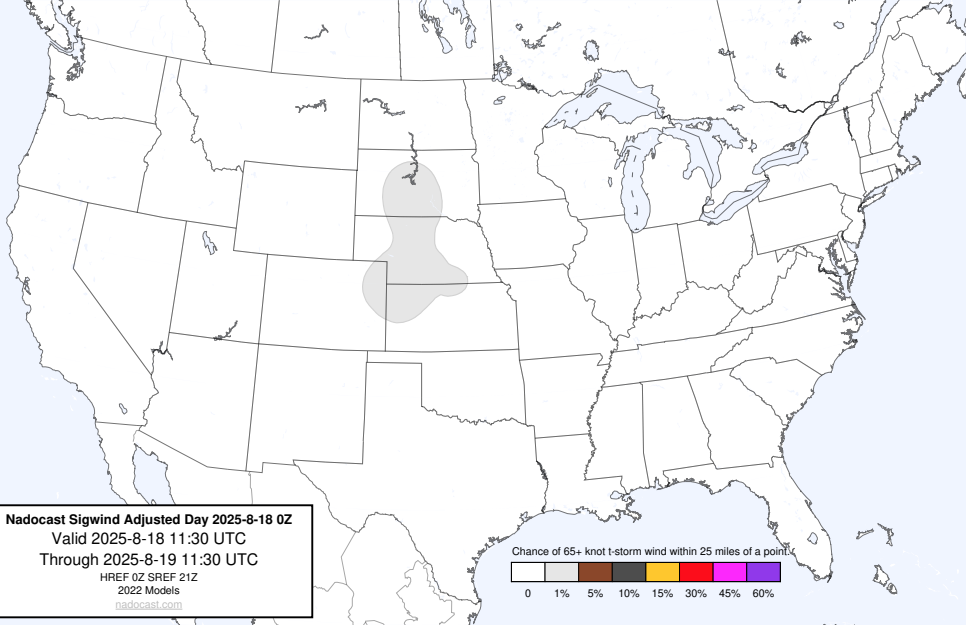 Nadocast Sigwind Adjusted Day 2025-8-18 0Z
Valid 2025-8-18 11:30 UTC
Through 2025-8-19 11:30 UTC
HREF 0Z SREF 21Z
2022 Models
nadocast.com
Chance of 65+ knot t-storm wind within 25 miles of a point.
0 1% 5% 10% 15% 30% 45% 60%